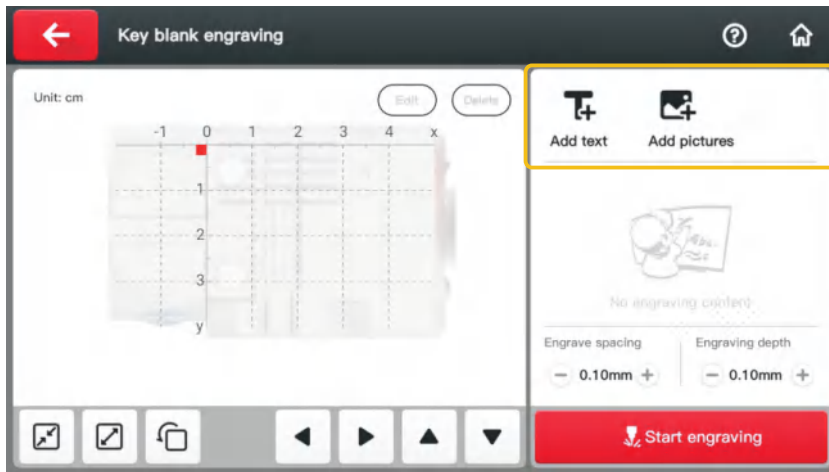 Key blank engraving
Unit: cm
Edit
Delete
-1 0 1 2 3 4 x
1
2
3
y
Add text
Add pictures
No engraving content
Engrave spacing
Engraving depth
0.10mm
0.10mm
Start engraving